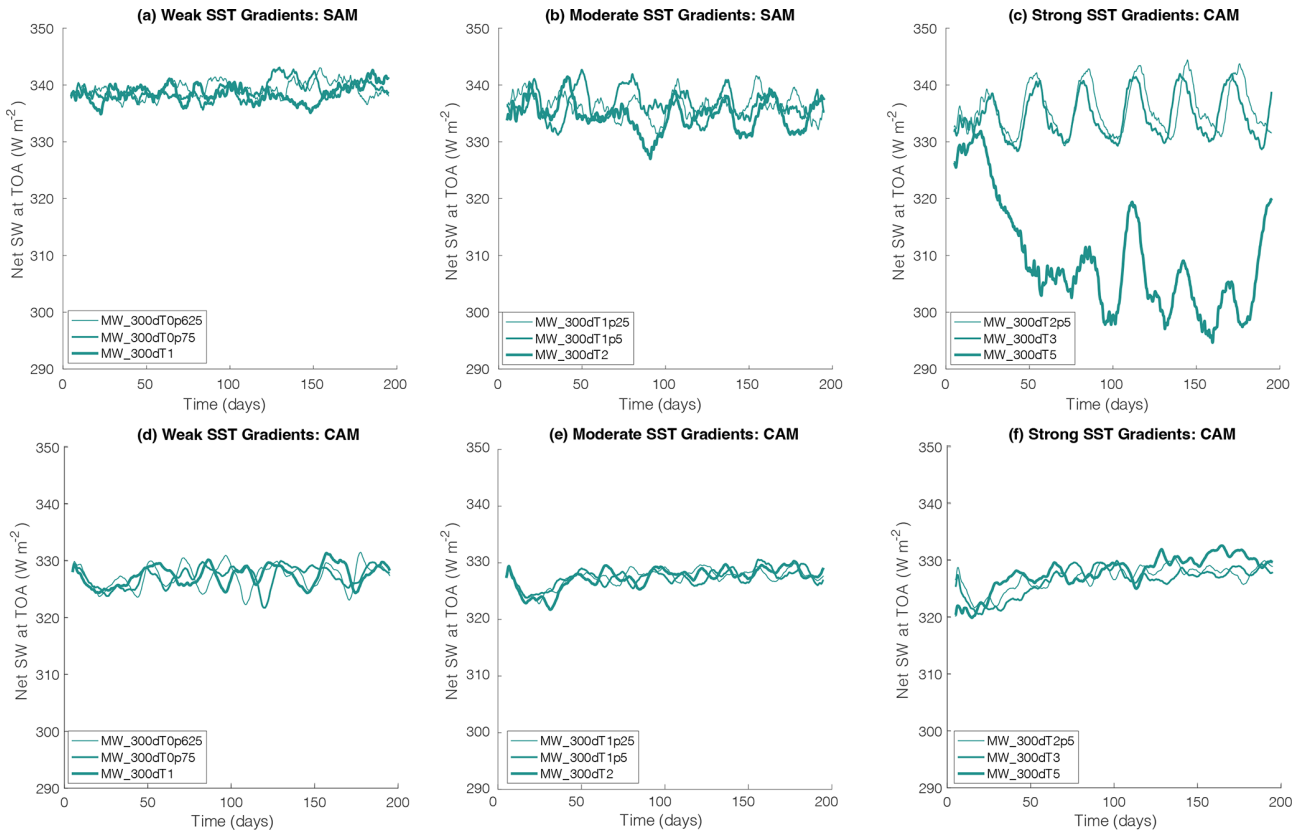 (a) Weak SST Gradients: SAM
350
340
330
320
310
300
290
Net SW at TOA (W m-2)
MW_300dT0p625
MW_300dT0p75
MW_300dT1
0 50 100 150 200
Time (days)
(b) Moderate SST Gradients: SAM
350
340
330
320
310
300
290
Net SW at TOA (W m-2)
MW_300dT1p25
MW_300dT1p5
MW_300dT2
0 50 100 150 200
Time (days)
(c) Strong SST Gradients: CAM
350
340
330
320
310
300
290
Net SW at TOA (W m-2)
MW_300dT2p5
MW_300dT3
MW_300dT5
0 50 100 150 200
Time (days)
(d) Weak SST Gradients: CAM
350
340
330
320
310
300
290
Net SW at TOA (W m-2)
MW_300dT0p625
MW_300dT0p75
MW_300dT1
0 50 100 150 200
Time (days)
(e) Moderate SST Gradients: CAM
350
340
330
320
310
300
290
Net SW at TOA (W m-2)
MW_300dT1p25
MW_300dT1p5
MW_300dT2
0 50 100 150 200
Time (days)
(f) Strong SST Gradients: CAM
350
340
330
320
310
300
290
Net SW at TOA (W m-2)
MW_300dT2p5
MW_300dT3
MW_300dT5
0 50 100 150 200
Time (days)